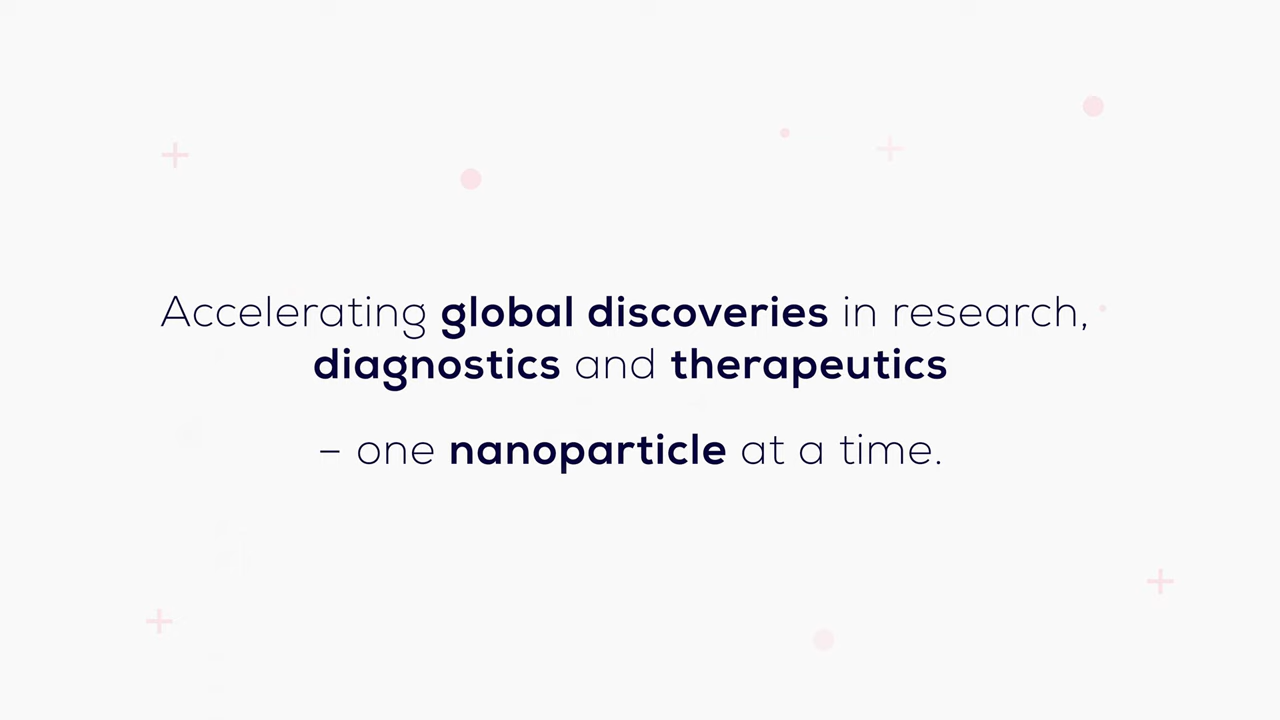 Accelerating global discoveries in research,
diagnostics and therapeutics
– one nanoparticle at a time.